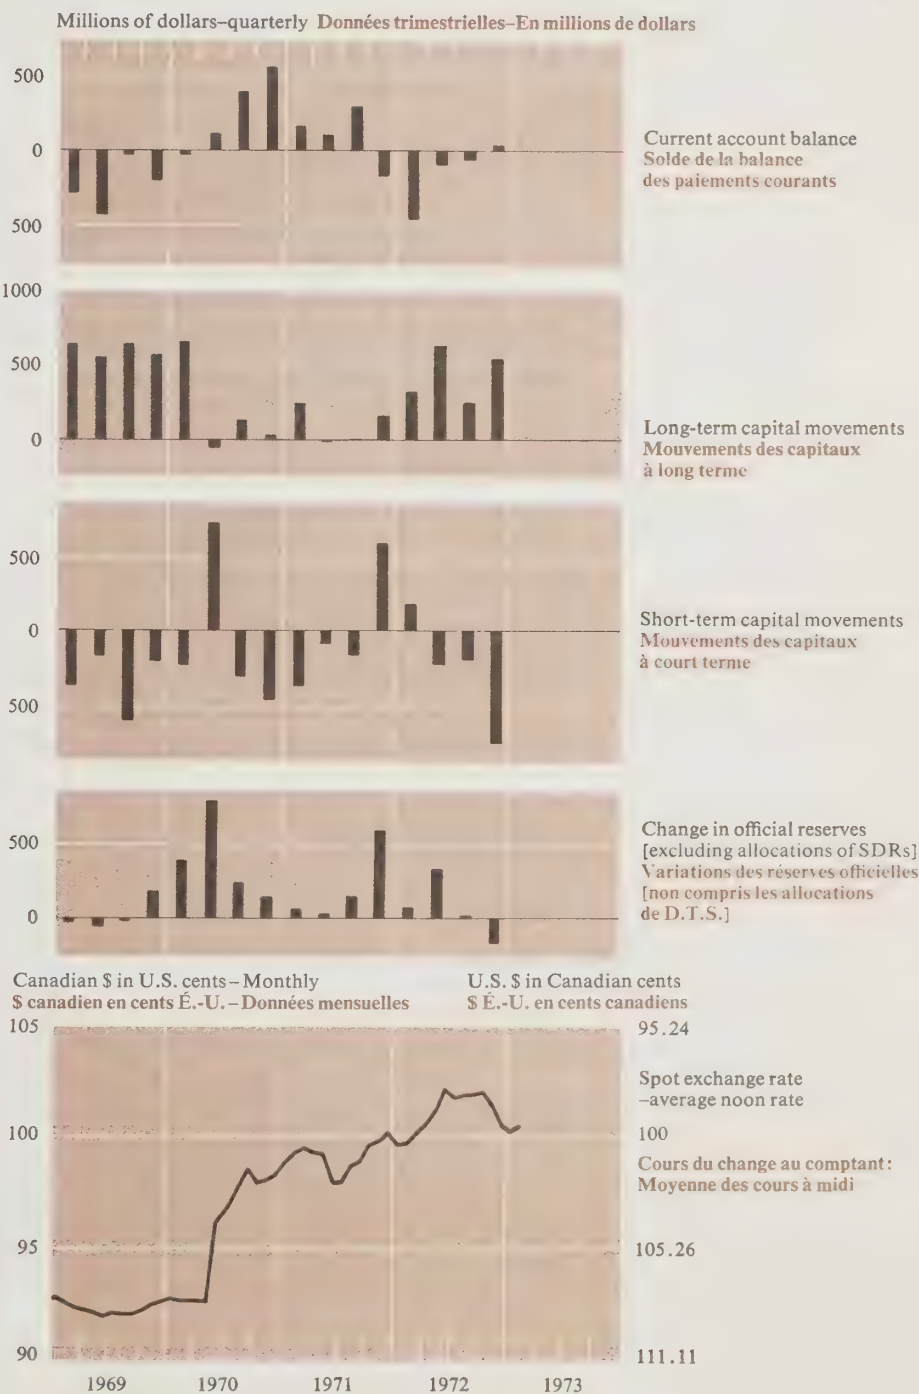 Millions of dollars–quarterly Données trimestrielles–En millions de dollars
500
0
500
Current account balance
Solde de la balance
des paiements courants
1000
500
0
Long-term capital movements
Mouvements des capitaux
à long terme
500
0
500
Short-term capital movements
Mouvements des capitaux
à court terme
500
0
Change in official reserves
[excluding allocations of SDRs]
Variations des réserves officielles
[non compris les allocations
de D.T.S.]
Canadian $ in U.S. cents – Monthly
$ canadien en cents É.-U. – Données mensuelles
U.S. $ in Canadian cents
$ É.-U. en cents canadiens
105
100
95
90
95.24
Spot exchange rate
–average noon rate
100
Cours du change au comptant:
Moyenne des cours à midi
105.26
111.11
1969 1970 1971 1972 1973